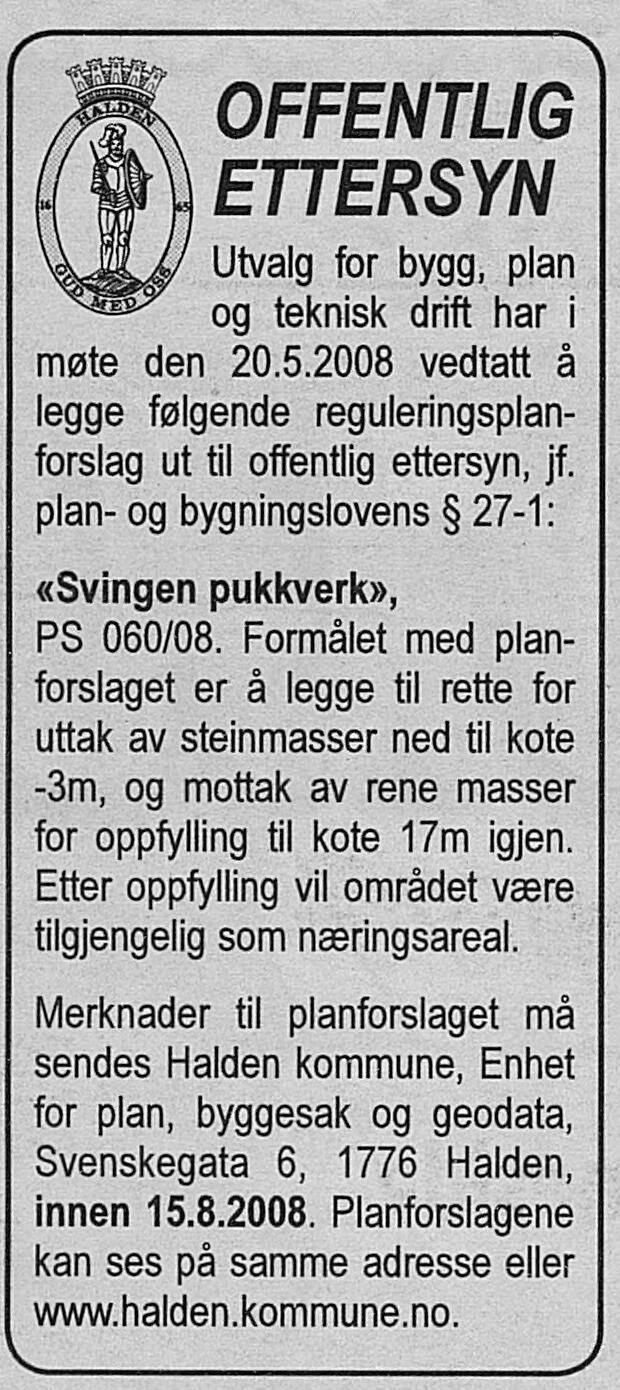 HALDEN
16 65
GUD MED OSS
OFFENTLIG
ETTERSYN
Utvalg for bygg, plan
og teknisk drift har i
møte den 20.5.2008 vedtatt å
legge følgende reguleringsplan-
forslag ut til offentlig ettersyn, jf.
plan- og bygningslovens § 27-1:
«Svingen pukkverk»,
PS 060/08. Formålet med plan-
forslaget er å legge til rette for
uttak av steinmasser ned til kote
-3m, og mottak av rene masser
for oppfylling til kote 17m igjen.
Etter oppfylling vil området være
tilgjengelig som næringsareal.
Merknader til planforslaget må
sendes Halden kommune, Enhet
for plan, byggesak og geodata,
Svenskegata 6, 1776 Halden,
innen 15.8.2008. Planforslagene
kan ses på samme adresse eller
www.halden.kommune.no.